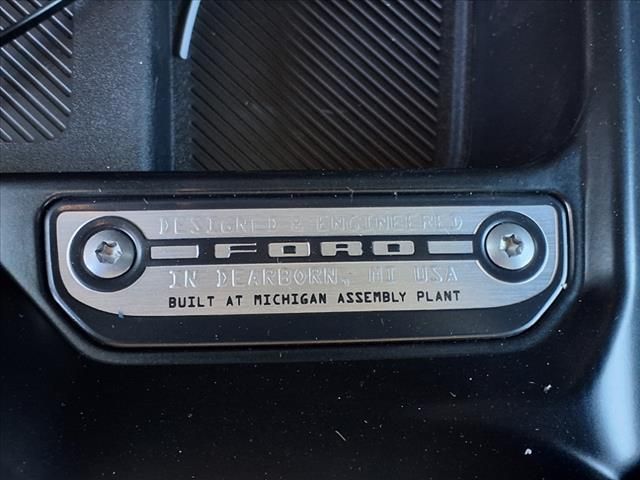 DESIGNED & ENGINEERED
FORD
IN DEARBORN, MI USA
BUILT AT MICHIGAN ASSEMBLY PLANT